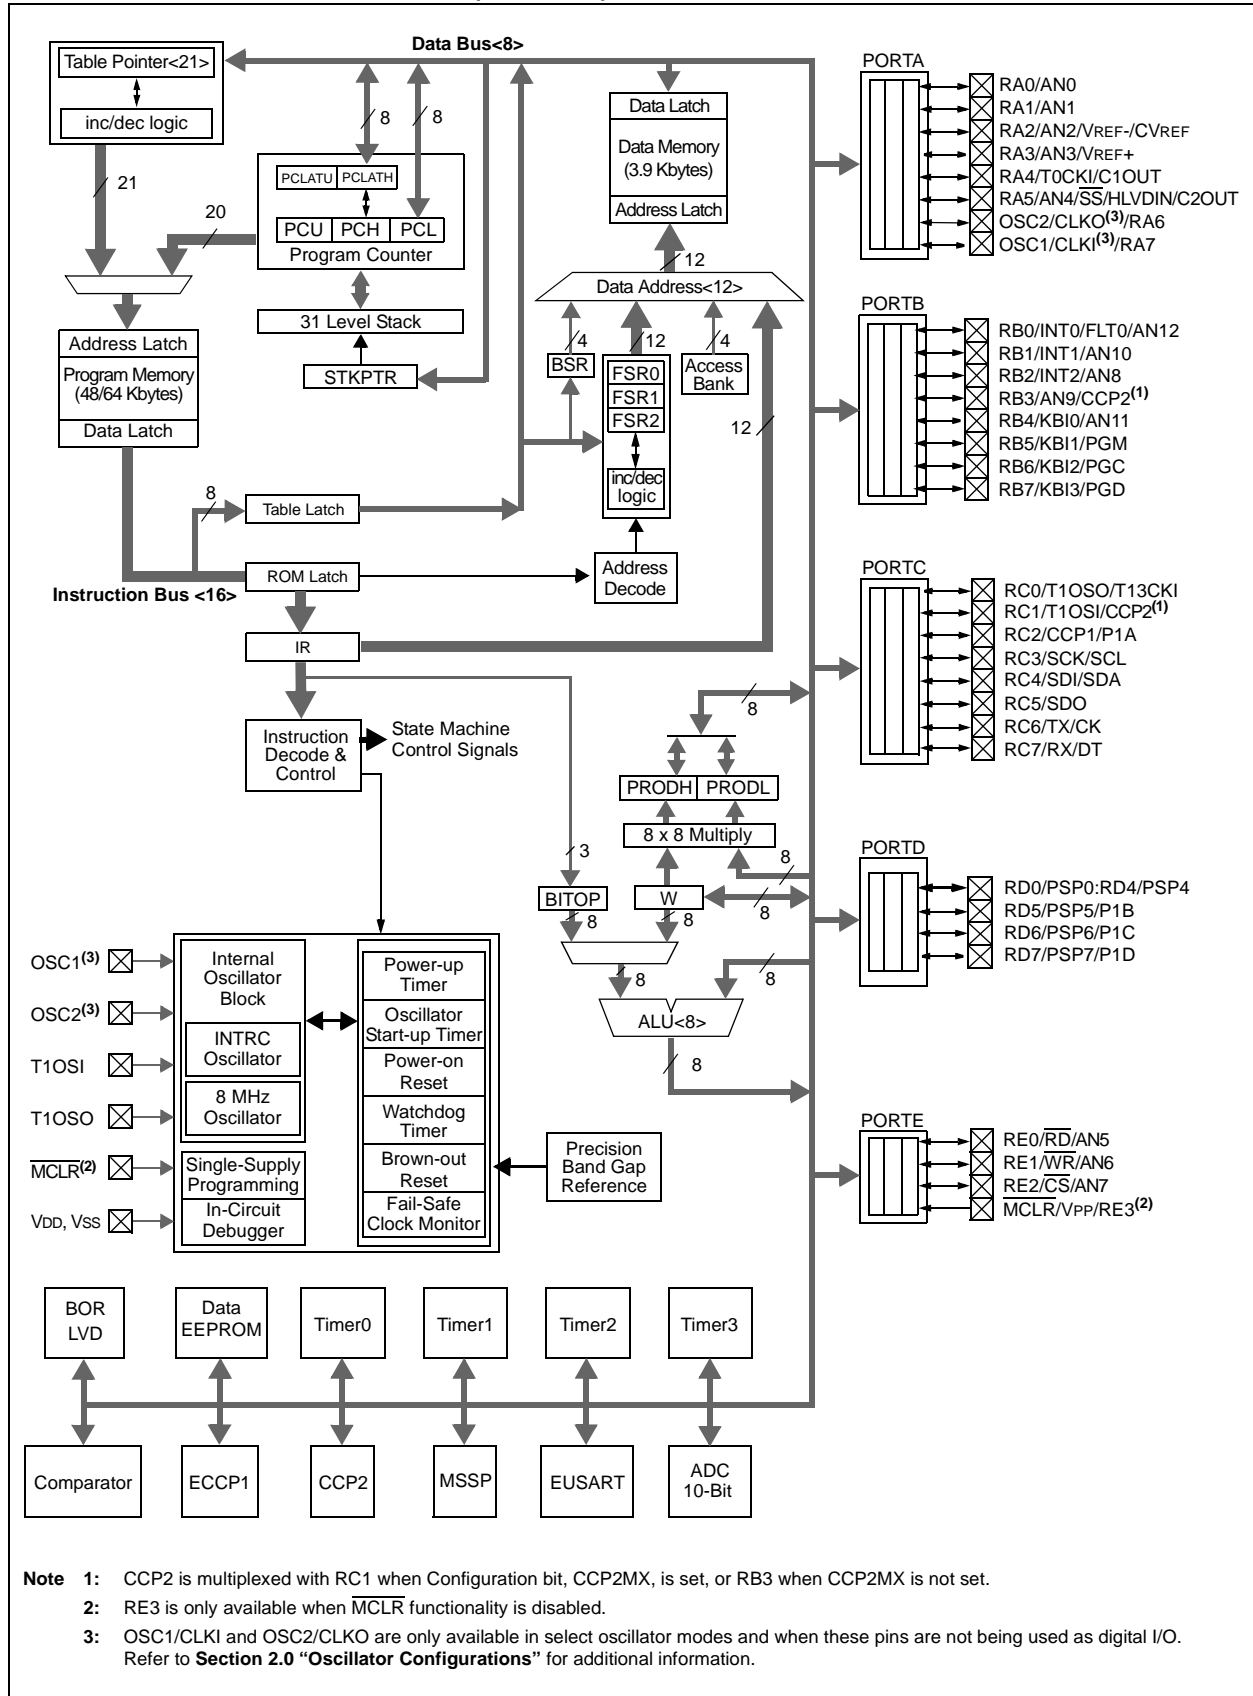 Data Bus<8>
Table Pointer<21>
inc/dec logic
21
20
8
8
PCLATU PCLATH
PCU PCH PCL
Program Counter
31 Level Stack
STKPTR
Data Latch
Data Memory
(3.9 Kbytes)
Address Latch
12
Data Address<12>
4
12
4
BSR
FSR0
FSR1
FSR2
inc/dec
logic
Access
Bank
12
Address Latch
Program Memory
(48/64 Kbytes)
Data Latch
8
Table Latch
ROM Latch
Instruction Bus <16>
Address
Decode
IR
Instruction
Decode &
Control
State Machine
Control Signals
8
PRODH PRODL
8 x 8 Multiply
3
8
BITOP
W
8
8
8
8
8
ALU<8>
8
OSC1(3)
OSC2(3)
T1OSI
T1OSO
MCLR(2)
VDD, VSS
Internal
Oscillator
Block
INTRC
Oscillator
8 MHz
Oscillator
Single-Supply
Programming
In-Circuit
Debugger
Power-up
Timer
Oscillator
Start-up Timer
Power-on
Reset
Watchdog
Timer
Brown-out
Reset
Fail-Safe
Clock Monitor
Precision
Band Gap
Reference
PORTA
RA0/AN0
RA1/AN1
RA2/AN2/VREF-/CVREF
RA3/AN3/VREF+
RA4/T0CKI/C1OUT
RA5/AN4/SS/HLVDIN/C2OUT
OSC2/CLKO(3)/RA6
OSC1/CLKI(3)/RA7
PORTB
RB0/INT0/FLT0/AN12
RB1/INT1/AN10
RB2/INT2/AN8
RB3/AN9/CCP2(1)
RB4/KBI0/AN11
RB5/KBI1/PGM
RB6/KBI2/PGC
RB7/KBI3/PGD
PORTC
RC0/T1OSO/T13CKI
RC1/T1OSI/CCP2(1)
RC2/CCP1/P1A
RC3/SCK/SCL
RC4/SDI/SDA
RC5/SDO
RC6/TX/CK
RC7/RX/DT
PORTD
RD0/PSP0:RD4/PSP4
RD5/PSP5/P1B
RD6/PSP6/P1C
RD7/PSP7/P1D
PORTE
RE0/RD/AN5
RE1/WR/AN6
RE2/CS/AN7
MCLR/VPP/RE3(2)
BOR
LVD
Data
EEPROM
Timer0
Timer1
Timer2
Timer3
Comparator
ECCP1
CCP2
MSSP
EUSART
ADC
10-Bit
Note 1: CCP2 is multiplexed with RC1 when Configuration bit, CCP2MX, is set, or RB3 when CCP2MX is not set.
2: RE3 is only available when MCLR functionality is disabled.
3: OSC1/CLKI and OSC2/CLKO are only available in select oscillator modes and when these pins are not being used as digital I/O.
Refer to Section 2.0 “Oscillator Configurations” for additional information.